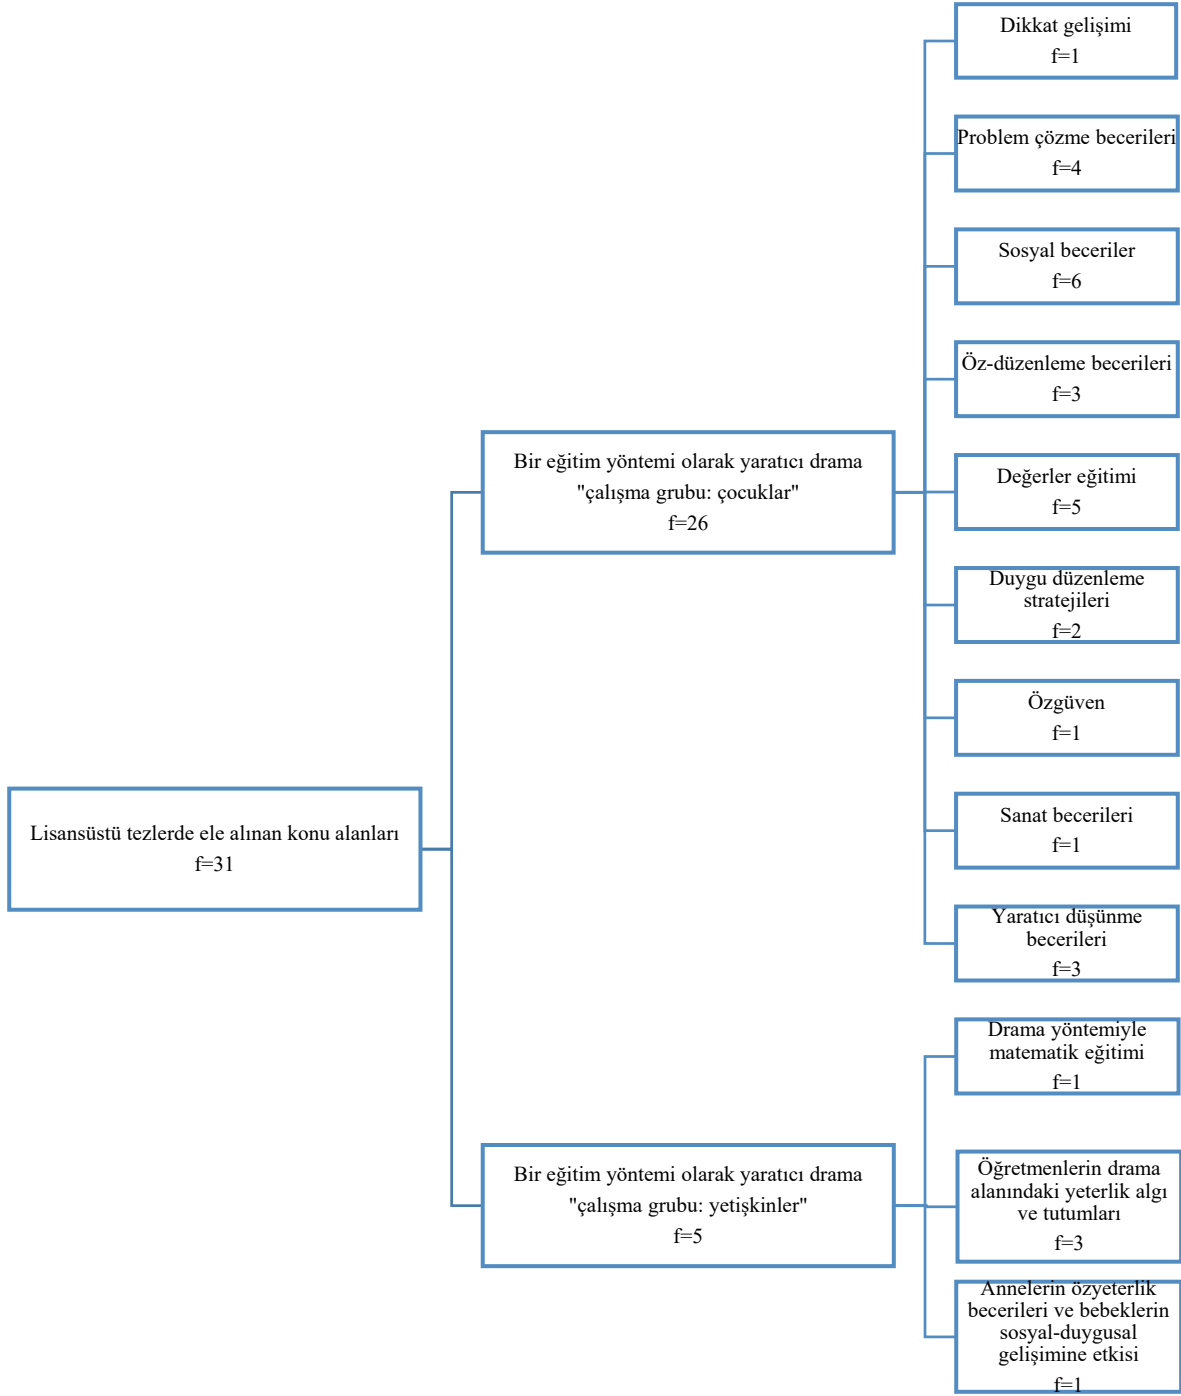 Dikkat gelişimi
f=1
Problem çözme becerileri
f=4
Sosyal beceriler
f=6
Öz-düzenleme becerileri
f=3
Bir eğitim yöntemi olarak yaratıcı drama
"çalışma grubu: çocuklar"
f=26
Değerler eğitimi
f=5
Duygu düzenleme
stratejileri
f=2
Özgüven
f=1
Lisansüstü tezlerde ele alınan konu alanları
f=31
Sanat becerileri
f=1
Yaratıcı düşünme
becerileri
f=3
Drama yöntemiyle
matematik eğitimi
f=1
Bir eğitim yöntemi olarak yaratıcı drama
"çalışma grubu: yetişkinler"
f=5
Öğretmenlerin drama
alanındaki yeterlik algı
ve tutumları
f=3
Annelerin özyeterlik
becerileri ve bebeklerin
sosyal-duygusal
gelişimine etkisi
f=1